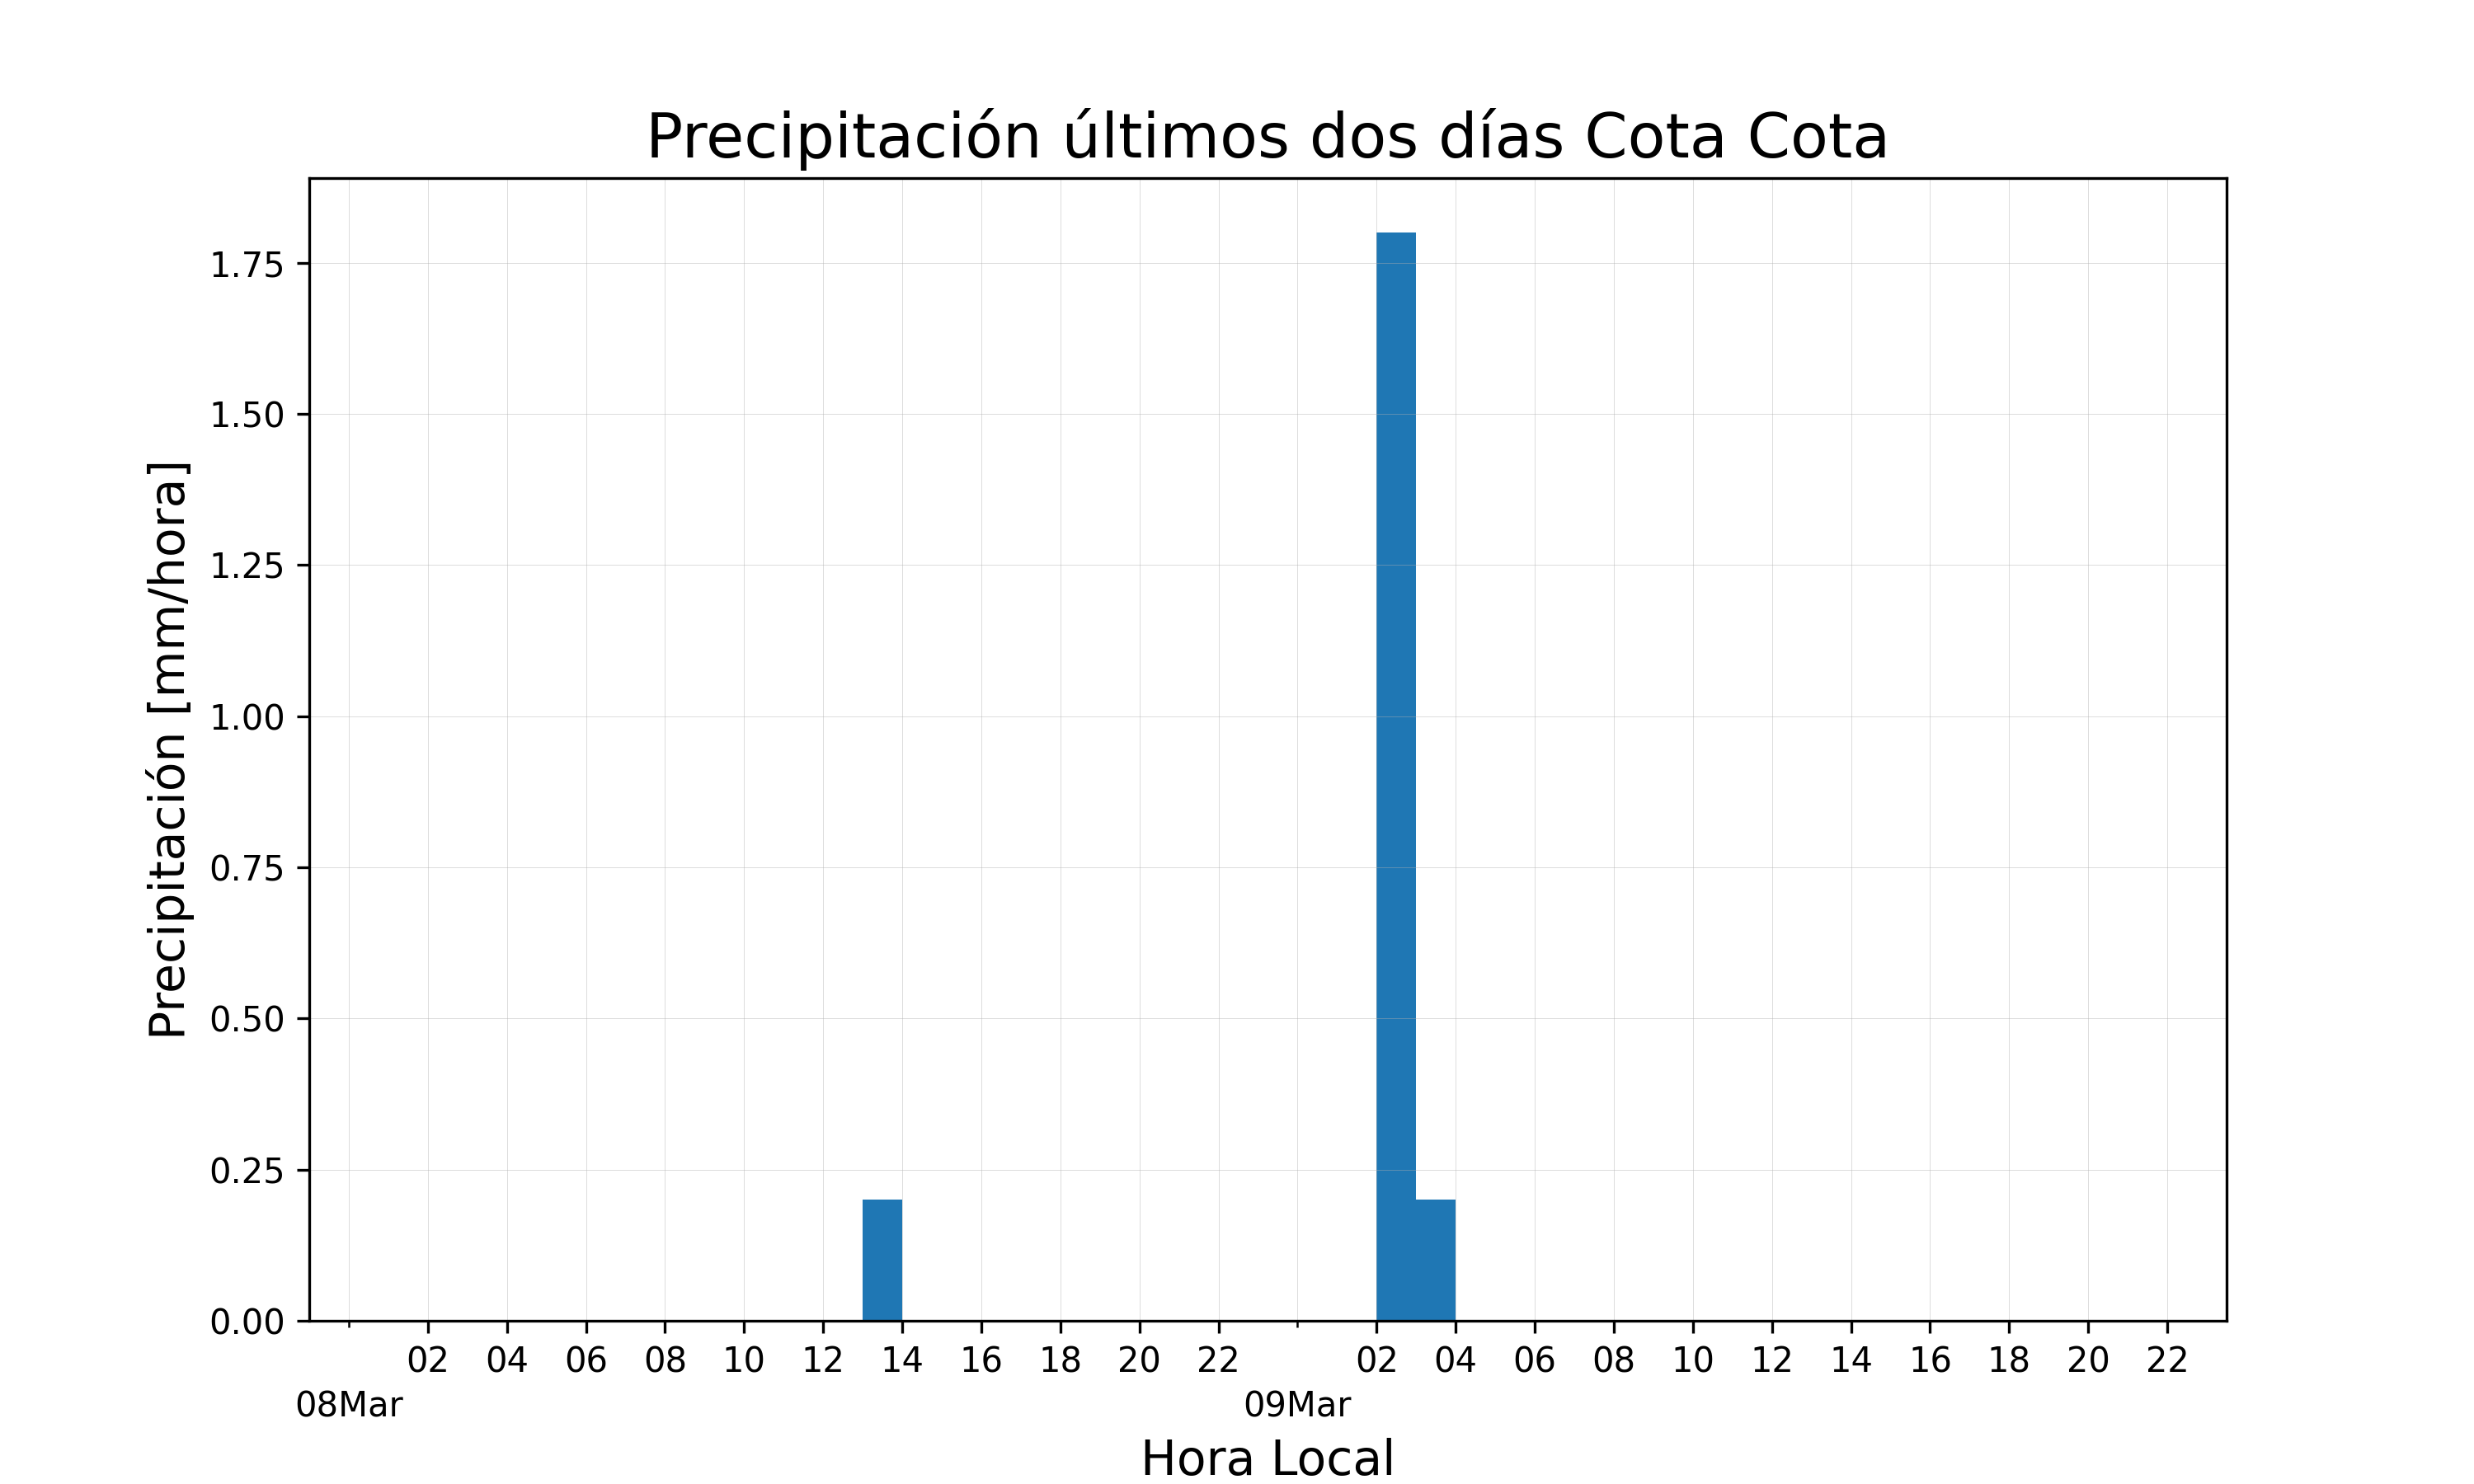 Precipitación últimos dos días Cota Cota
Precipitación [mm/hora]
1.75
1.50
1.25
1.00
0.75
0.50
0.25
0.00
02 04 06 08 10 12 14 16 18 20 22 02 04 06 08 10 12 14 16 18 20 22
08Mar 09Mar
Hora Local